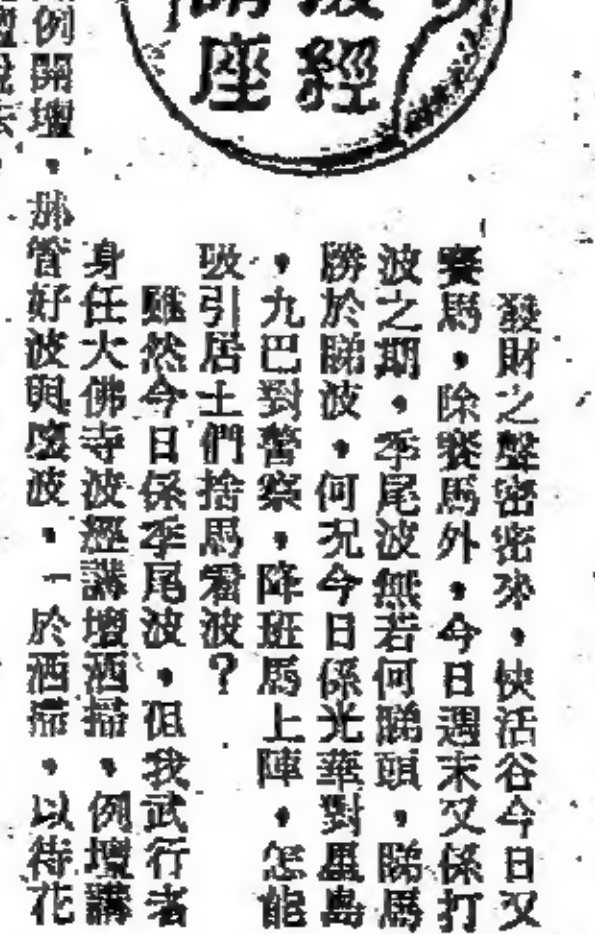 經
講座
發財之聲密密來，快活谷今日又
賽馬，除賽馬外，今日週末又係打
波之期，季尾波無若何睇頭，睇馬
勝於睇波，何況今日係光華對星島
，九巴對警察，降班馬上陣，怎能
吸引居士們捨馬看波？
雖然今日係季尾波，但我武行者
身任大佛寺波經講壇洒掃，例壇講
例開壇，好波與壞波，一於洒掃，以待花